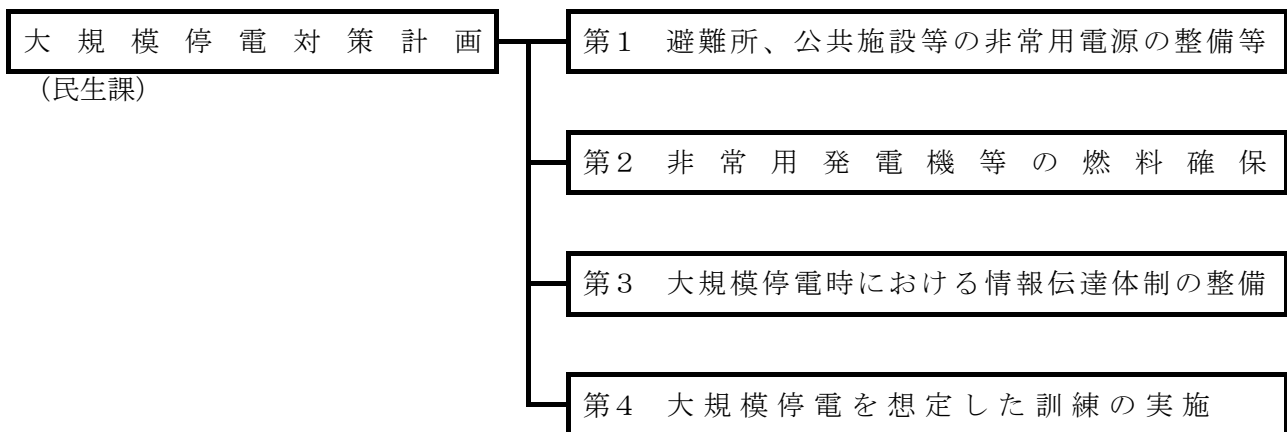 大規模停電対策計画
（民生課）
第１　避難所、公共施設等の非常用電源の整備等
第２　非常用発電機等の燃料確保
第３　大規模停電時における情報伝達体制の整備
第４　大規模停電を想定した訓練の実施